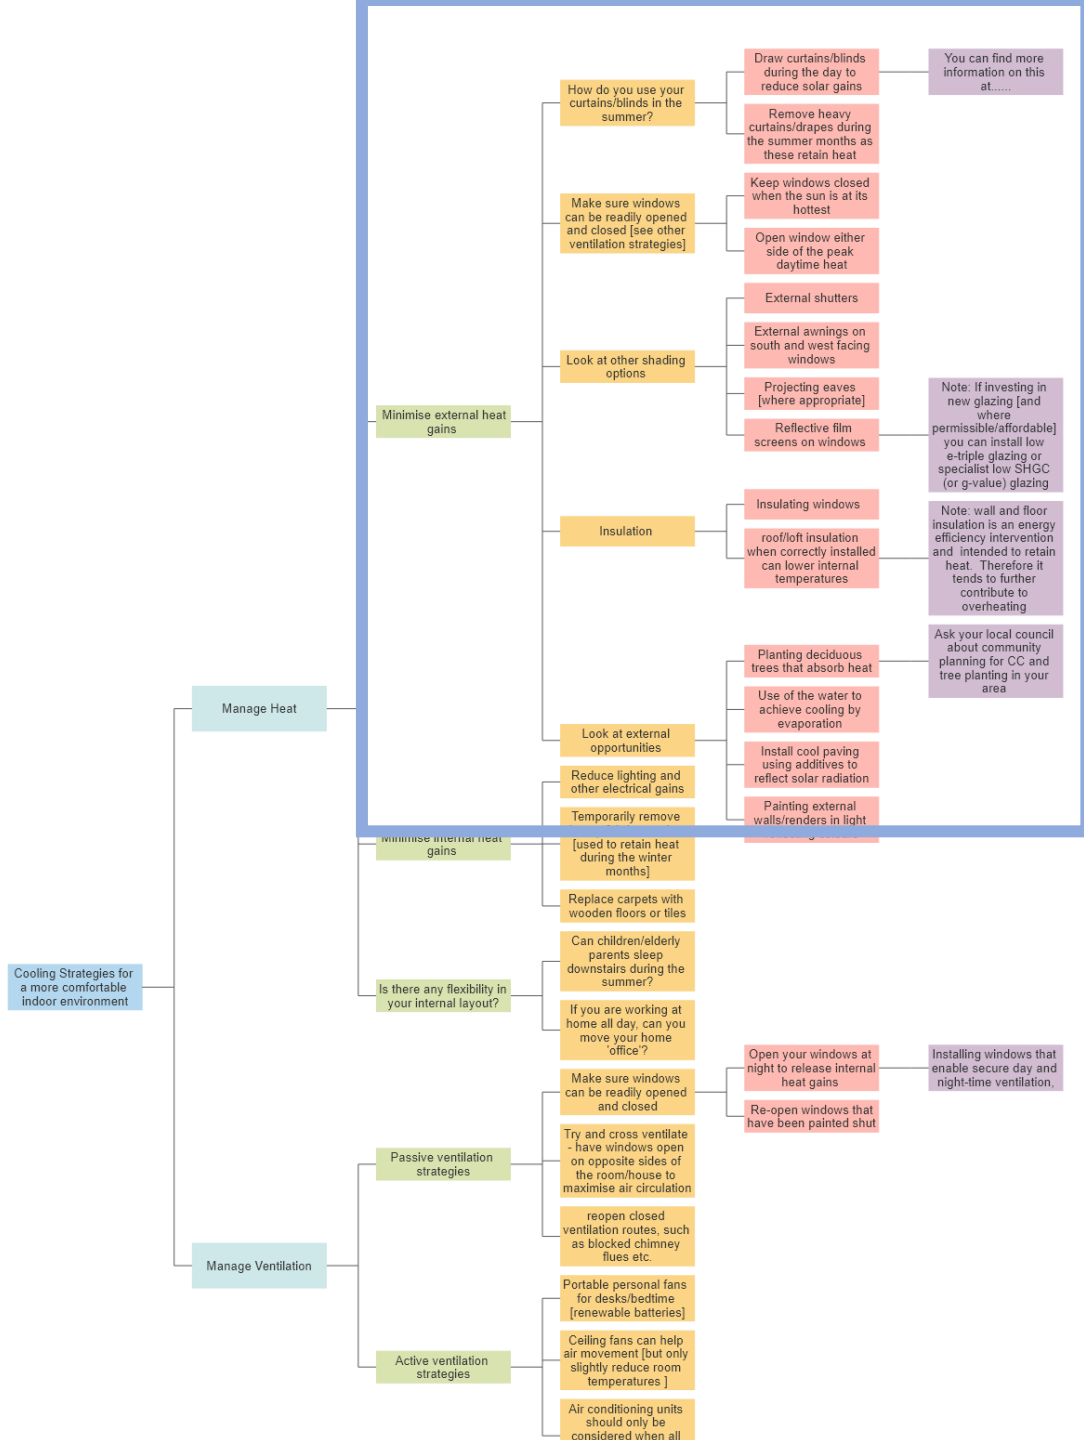 Draw curtains/blinds
during the day to
reduce solar gains
You can find more
information on this
at......
How do you use your
curtains/blinds in the
summer?
Remove heavy
curtains/drapes during
the summer months as
these retain heat
Keep windows closed
when the sun is at its
hottest
Make sure windows
can be readily opened
and closed [see other
ventilation strategies]
Open window either
side of the peak
daytime heat
External shutters
External awnings on
south and west facing
windows
Look at other shading
options
Projecting eaves
[where appropriate]
Reflective film
screens on windows
Note: If investing in
new glazing [and
where
permissible/affordable]
you can install low
e-triple glazing or
specialist low SHGC
(or g-value) glazing
Minimise external heat
gains
Insulating windows
Insulation
roof/loft insulation
when correctly installed
can lower internal
temperatures
Note: wall and floor
insulation is an energy
efficiency intervention
and intended to retain
heat. Therefore it
tends to further
contribute to
overheating
Planting deciduous
trees that absorb heat
Ask your local council
about community
planning for CC and
tree planting in your
area
Use of the water to
achieve cooling by
evaporation
Look at external
opportunities
Install cool paving
using additives to
reflect solar radiation
Painting external
walls/renders in light
Manage Heat
Reduce lighting and
other electrical gains
Temporarily remove
[used to retain heat
during the winter
months]
Minimise internal heat
gains
Replace carpets with
wooden floors or tiles
Can children/elderly
parents sleep
downstairs during the
summer?
Is there any flexibility in
your internal layout?
If you are working at
home all day, can you
move your home
'office'?
Cooling Strategies for
a more comfortable
indoor environment
Open your windows at
night to release internal
heat gains
Installing windows that
enable secure day and
night-time ventilation,
Make sure windows
can be readily opened
and closed
Re-open windows that
have been painted shut
Passive ventilation
strategies
Try and cross ventilate
- have windows open
on opposite sides of
the room/house to
maximise air circulation
reopen closed
ventilation routes, such
as blocked chimney
flues etc.
Manage Ventilation
Portable personal fans
for desks/bedtime
[renewable batteries]
Active ventilation
strategies
Ceiling fans can help
air movement [but only
slightly reduce room
temperatures ]
Air conditioning units
should only be
considered when all